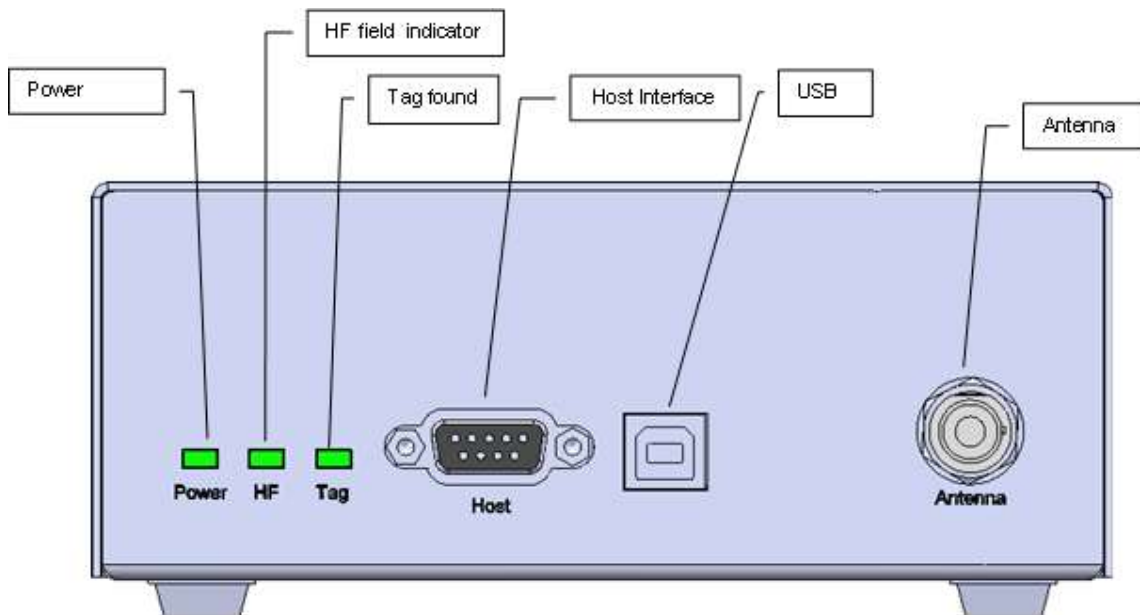 HF field indicator
Power
Tag found
Host Interface
USB
Antenna
Power
HF
Tag
Host
Antenna